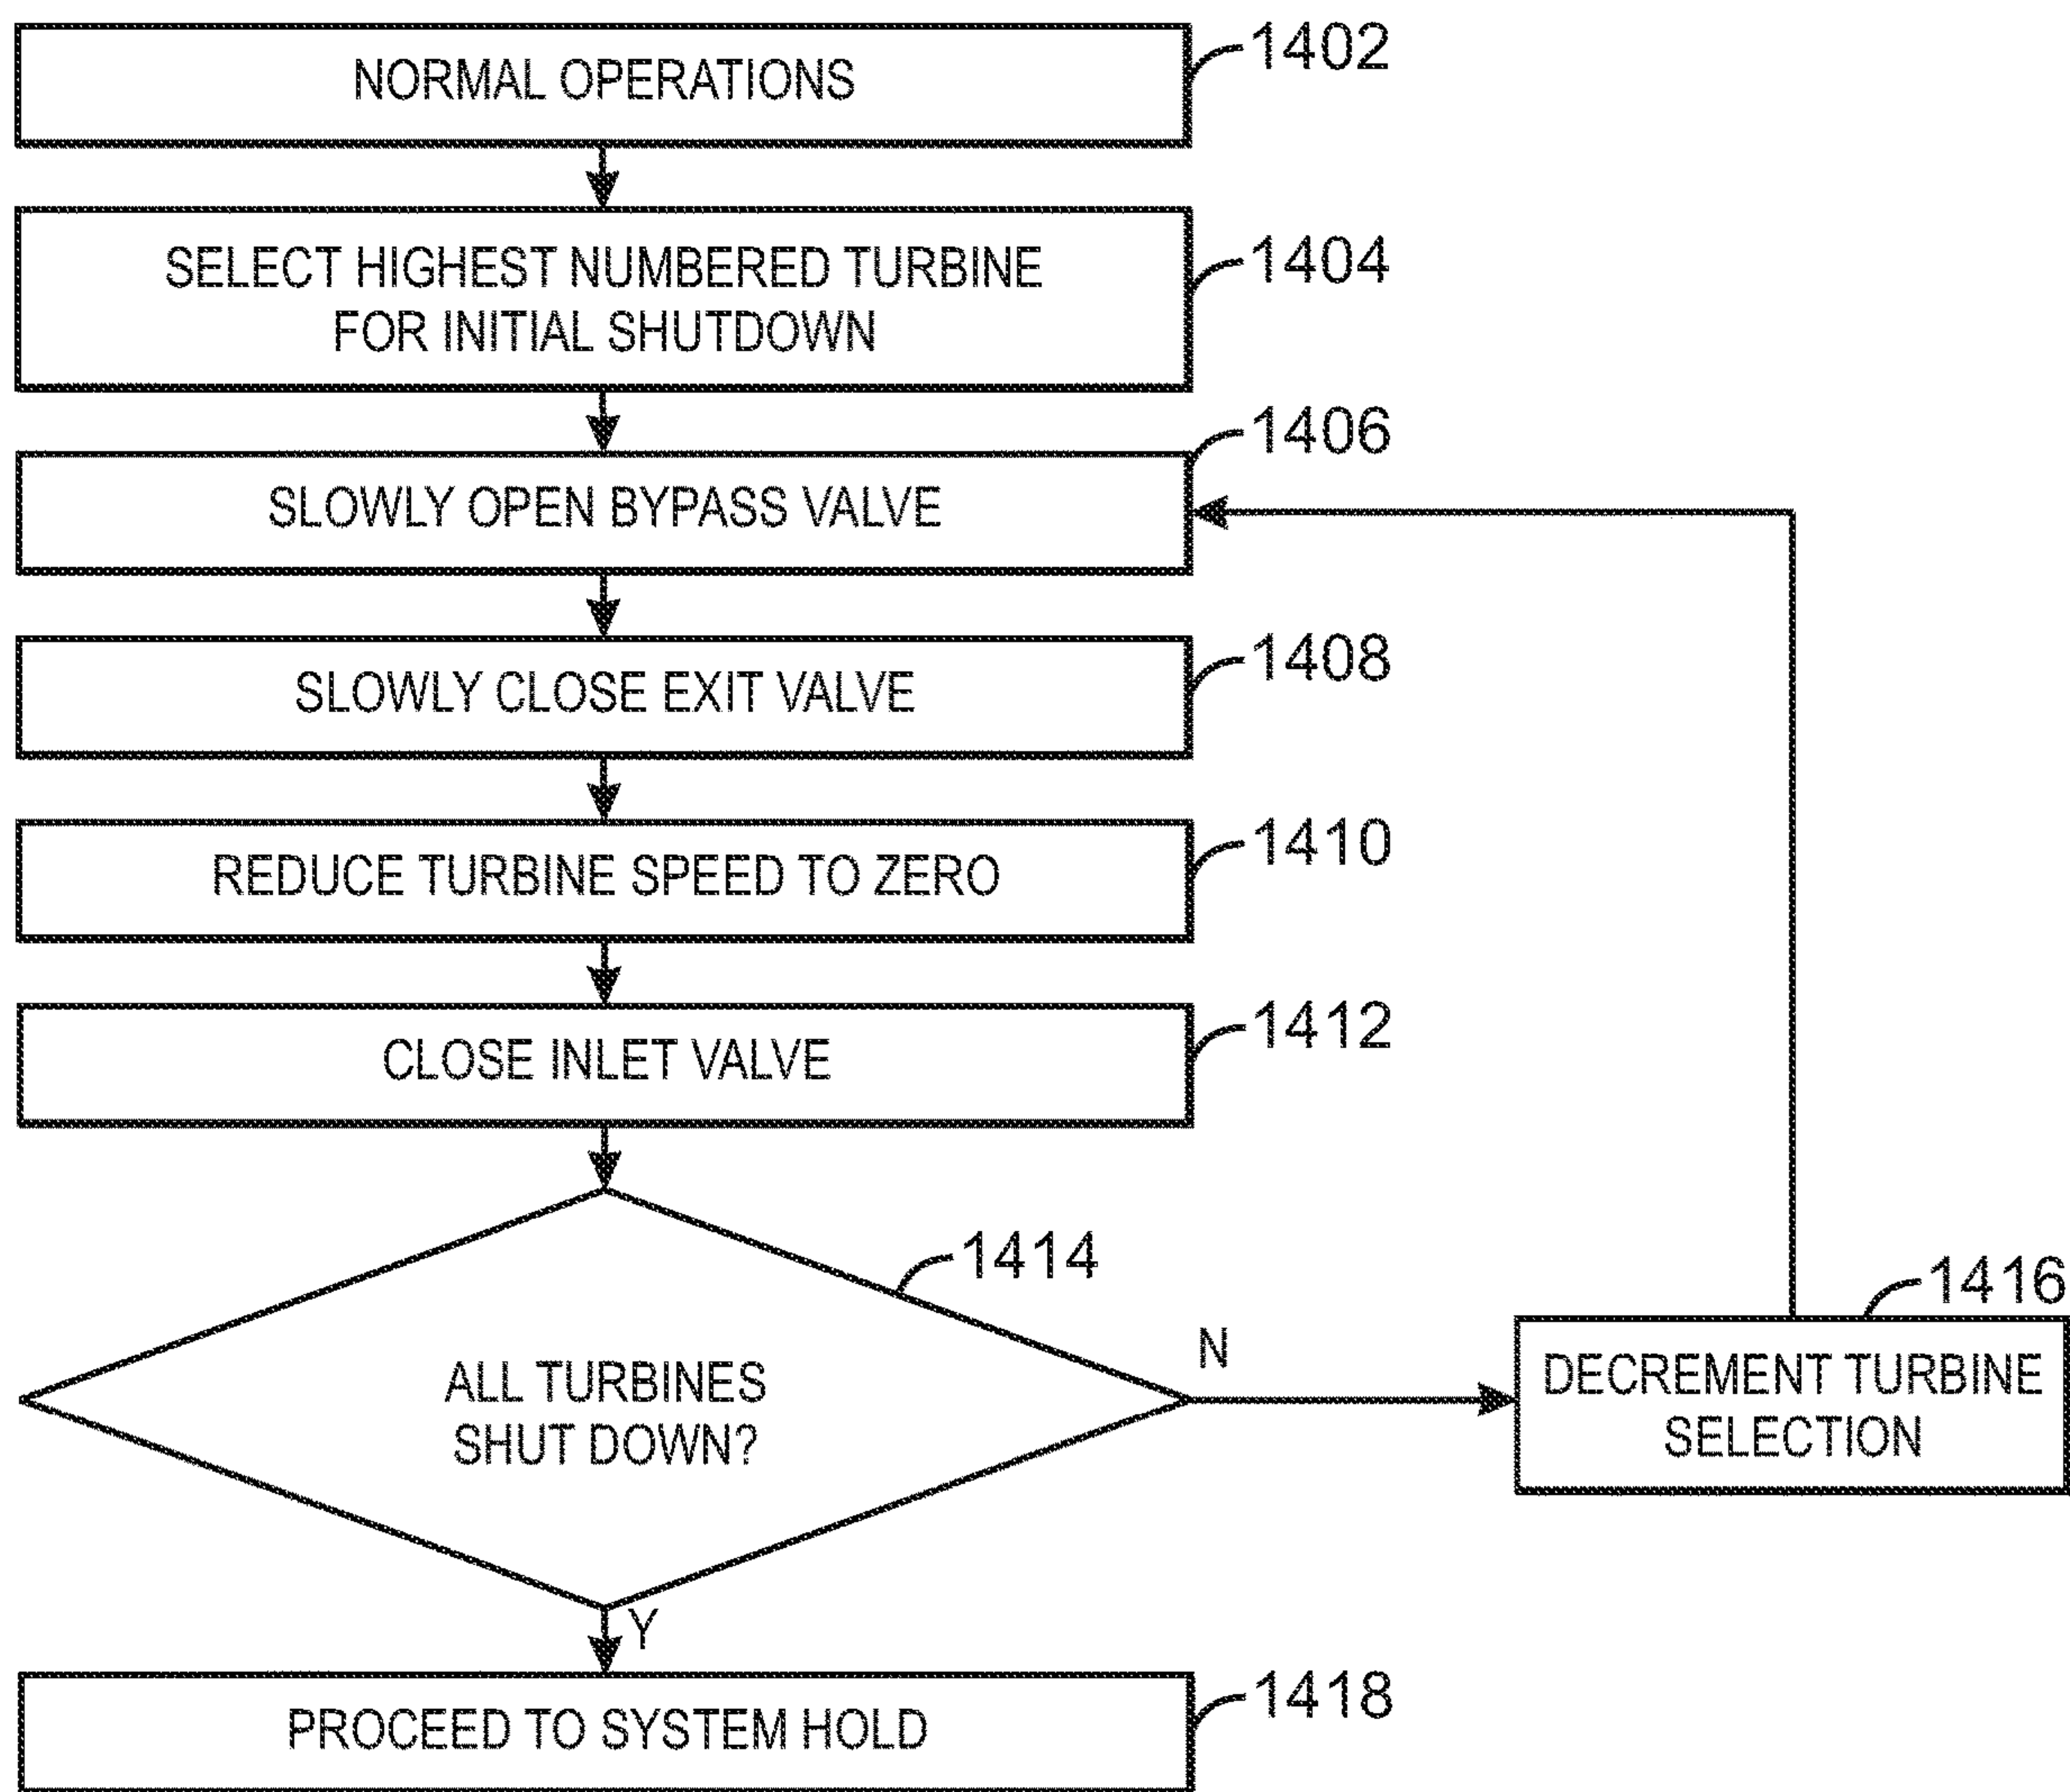 NORMAL OPERATIONS
1402
SELECT HIGHEST NUMBERED TURBINE
FOR INITIAL SHUTDOWN
1404
SLOWLY OPEN BYPASS VALVE
1406
SLOWLY CLOSE EXIT VALVE
1408
REDUCE TURBINE SPEED TO ZERO
1410
CLOSE INLET VALVE
1412
ALL TURBINES
SHUT DOWN?
1414
N
DECREMENT TURBINE
SELECTION
1416
Y
PROCEED TO SYSTEM HOLD
1418